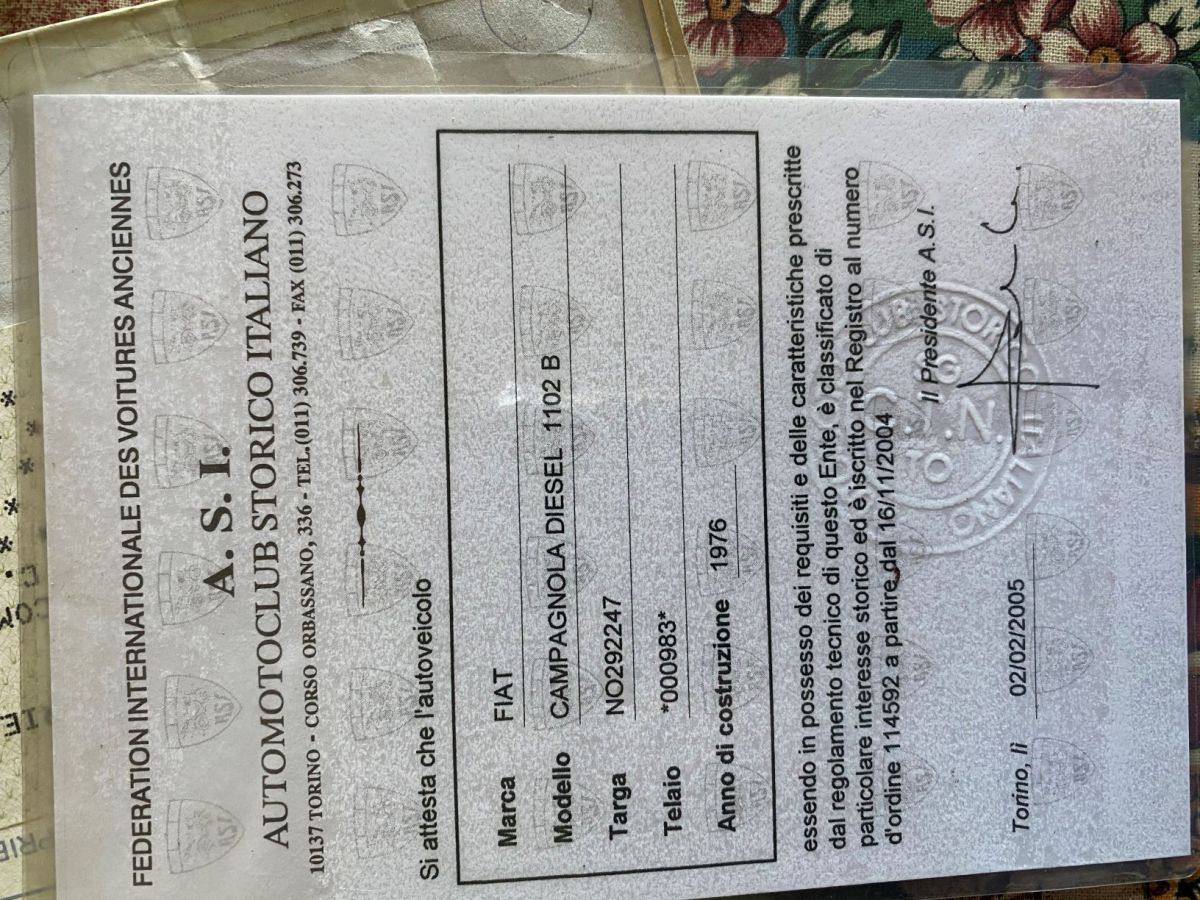 FEDERATION INTERNATIONALE DES VOITURES ANCIENNES
A. S. I.
AUTOMOTOCLUB STORICO ITALIANO
10137 TORINO - CORSO ORBASSANO, 336 - TEL.(011) 306.739 - FAX (011) 306.273
Si attesta che l'autoveicolo
Marca FIAT
Modello CAMPAGNOLA DIESEL 1102 B
Targa NO292247
Telaio *000983*
Anno di costruzione 1976
essendo in possesso dei requisiti e delle caratteristiche prescritte
dal regolamento tecnico di questo Ente, è classificato di
particolare interesse storico ed è iscritto nel Registro al numero
d'ordine 114592 a partire dal 16/11/2004
Il Presidente A.S.I.
Torino, lì 02/02/2005